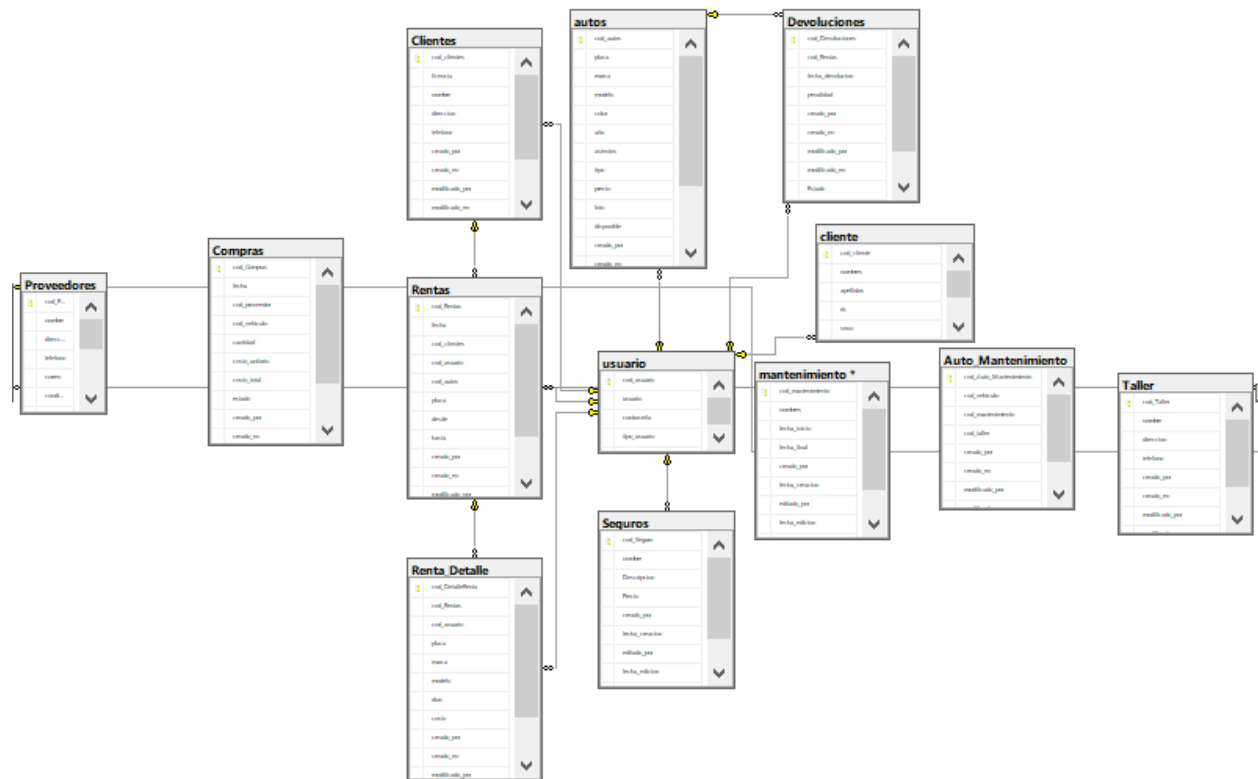 Clientes
cod_clientes
licencia
nombre
direccion
telefono
creado_por
creado_en
modificado_por
modificado_en
autos
cod_autos
placa
marca
modelo
color
año
asientos
tipo
precio
foto
disponible
creado_por
creado_en
Devoluciones
cod_Devoluciones
cod_Rentas
fecha_devolucion
penalidad
creado_por
creado_en
modificado_por
modificado_en
Estado
cliente
cod_cliente
nombres
apellidos
sexo
Proveedores
cod_P...
nombre
direcc...
telefono
correo
condi...
Compras
cod_Compras
fecha
cod_proveedor
cod_vehiculo
cantidad
costo_unitario
costo_total
estado
creado_por
creado_en
Rentas
cod_Rentas
fecha
cod_clientes
cod_usuario
cod_autos
placa
desde
hasta
creado_por
creado_en
modificado_por
usuario
cod_usuario
usuario
contraseña
tipo_usuario
mantenimiento *
cod_mantenimiento
nombre
fecha_inicio
fecha_final
creado_por
fecha_creacion
editado_por
fecha_edicion
Auto_Mantenimiento
cod_Auto_Mantenimiento
cod_vehiculo
cod_mantenimiento
cod_taller
creado_por
creado_en
modificado_por
Taller
cod_Taller
nombre
direccion
telefono
creado_por
creado_en
modificado_por
Renta_Detalle
cod_DetalleRenta
cod_Rentas
cod_usuario
placa
marca
modelo
dias
costo
creado_por
creado_en
modificado_por
Seguros
cod_Seguro
nombre
Descripcion
Precio
creado_por
fecha_creacion
editado_por
fecha_edicion